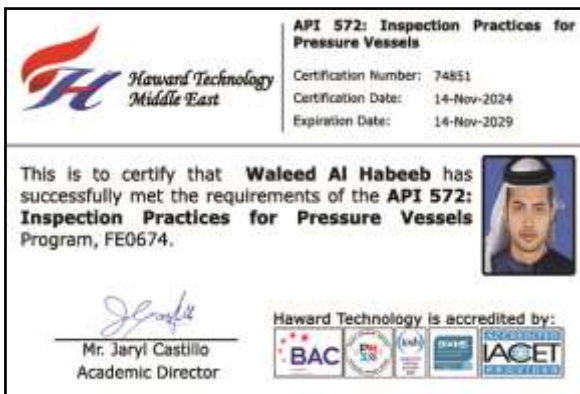 API 572: Inspection Practices for
Pressure Vessels
Haward Technology
Middle East
Certification Number: 74851
Certification Date: 14-Nov-2024
Expiration Date: 14-Nov-2029
This is to certify that Waleed Al Habeeb has
successfully met the requirements of the API 572:
Inspection Practices for Pressure Vessels
Program, FE0674.
Mr. Jaryl Castillo
Academic Director
Haward Technology is accredited by:
BAC
ACCREDITED
IACET
PROVIDER